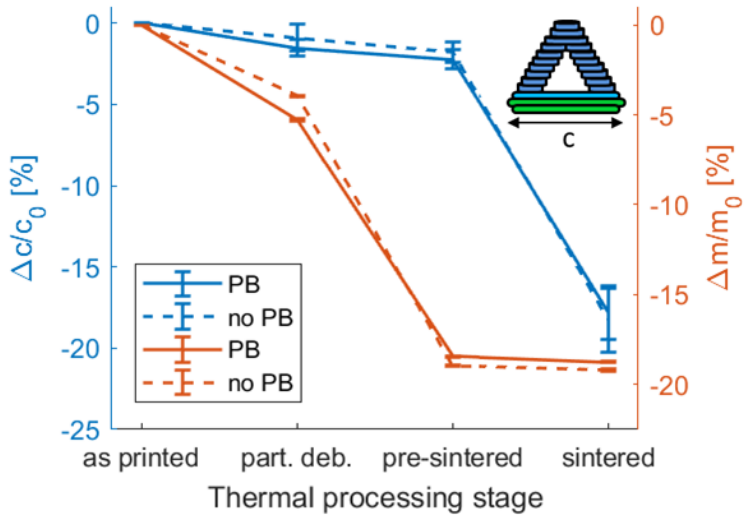 Δc/c₀ [%]
0
-5
-10
-15
-20
-25
PB
no PB
PB
no PB
c
0
-5
-10
-15
-20
Δm/m₀ [%]
as printed part. deb. pre-sintered sintered
Thermal processing stage